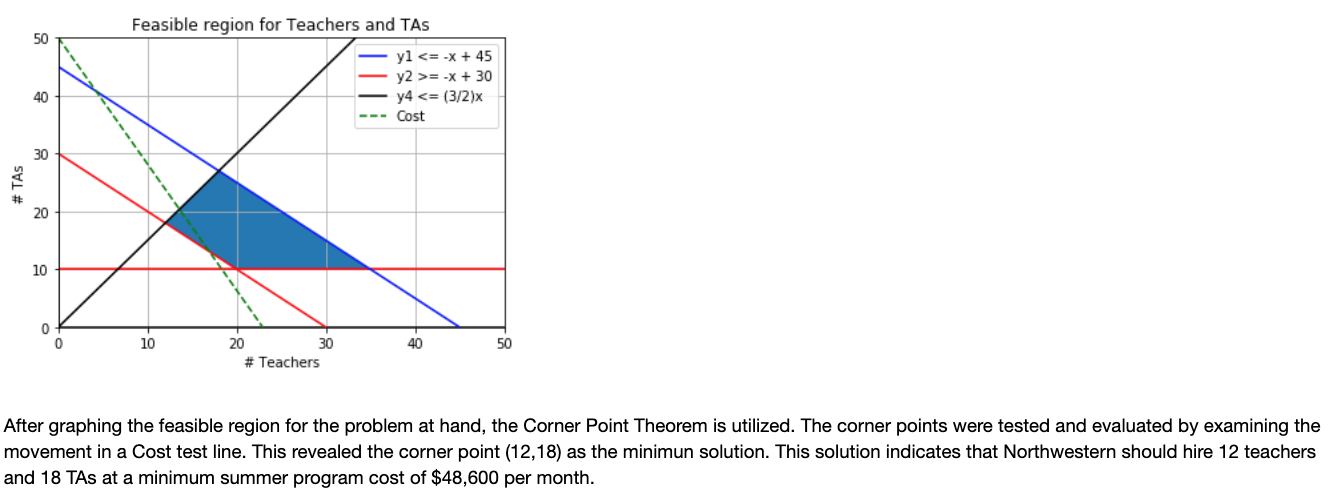 Feasible region for Teachers and TAs
50
40
30
20
10
0
# TAs
y1 <= -x + 45
y2 >= -x + 30
y4 <= (3/2)x
Cost
0 10 20 30 40 50
# Teachers
After graphing the feasible region for the problem at hand, the Corner Point Theorem is utilized. The corner points were tested and evaluated by examining the
movement in a Cost test line. This revealed the corner point (12,18) as the minimun solution. This solution indicates that Northwestern should hire 12 teachers
and 18 TAs at a minimum summer program cost of $48,600 per month.